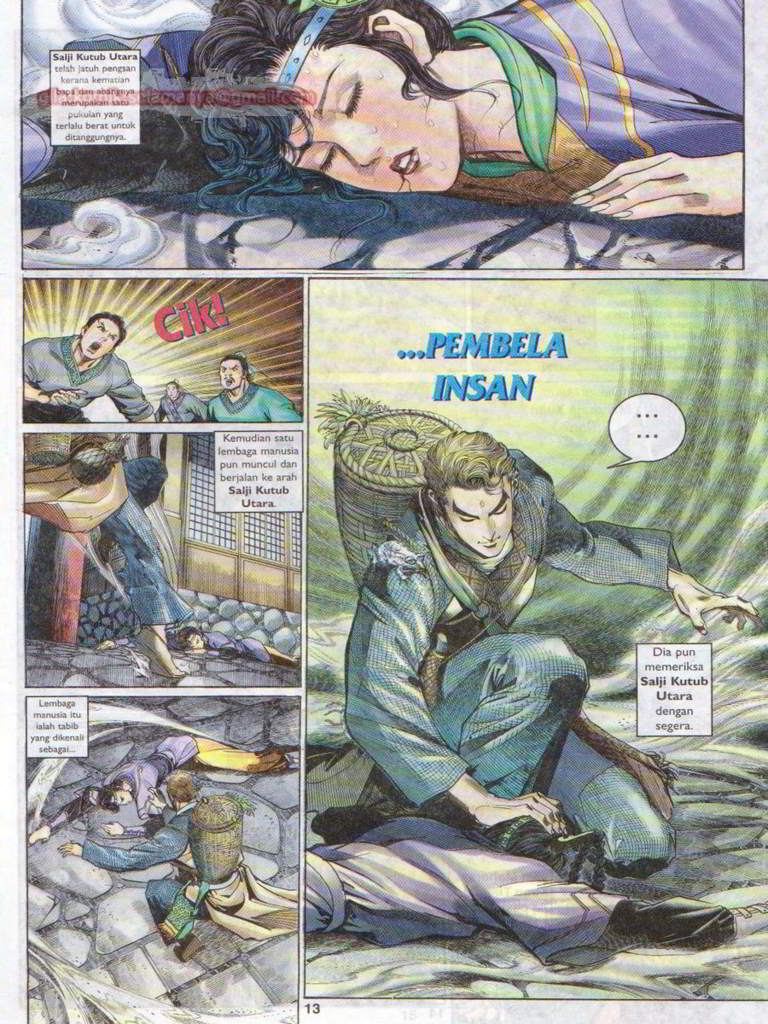 Salji Kutub Utara
telah jatuh pengsan
kerana kematian
bapa dan abangnya
merupakan satu
pukulan yang
terlalu berat untuk
ditanggungnya.
Cik!
Kemudian satu
lembaga manusia
pun muncul dan
berjalan ke arah
Salji Kutub
Utara.
Lembaga
manusia itu
ialah tabib
yang dikenali
sebagai...
...PEMBELA
INSAN
...
...
Dia pun
memeriksa
Salji Kutub
Utara
dengan
segera.
13